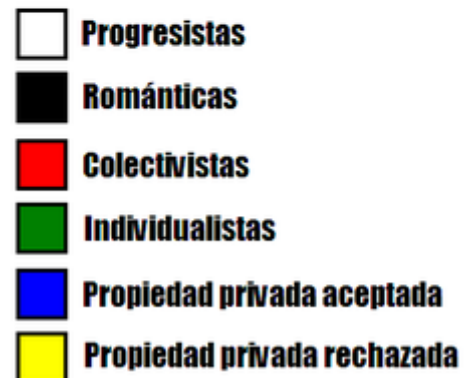 Progresistas
Románticas
Colectivistas
Individualistas
Propiedad privada aceptada
Propiedad privada rechazada